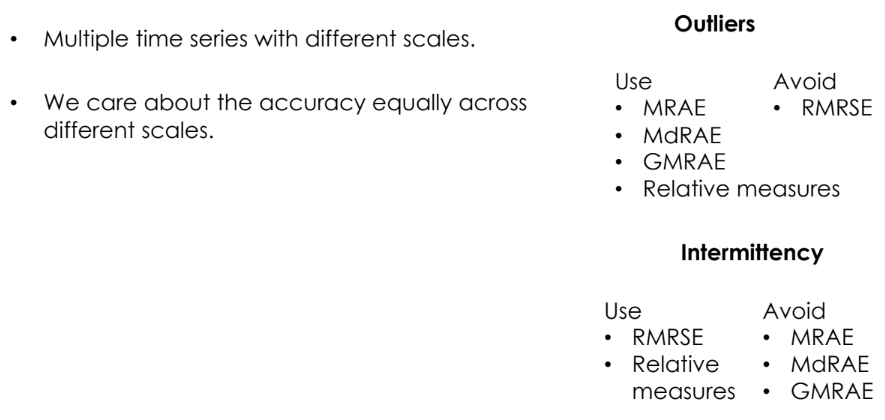 • Multiple time series with different scales.
• We care about the accuracy equally across
different scales.
Outliers
Use
• MRAE
• MdRAE
• GMRAE
• Relative measures
Avoid
• RMRSE
Intermittency
Use
• RMRSE
• Relative
measures
Avoid
• MRAE
• MdRAE
• GMRAE